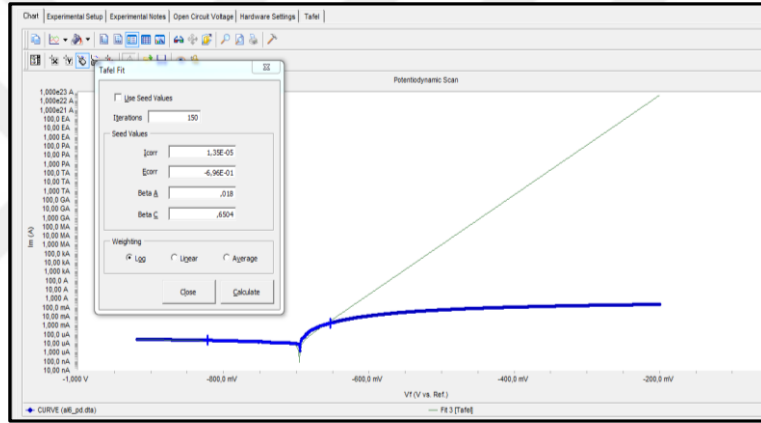 Chart Experimental Setup Experimental Notes Open Circuit Voltage Hardware Settings Tafel
Potentiodynamic Scan
Tafel Fit
Use Seed Values
Iterations 150
Seed Values
Icorr 1,35E-05
Ecorr -6,96E-01
Beta A ,018
Beta C ,6504
Weighting
Log Linear Average
Close Calculate
Im (A)
1,000e23 A
1,000e22 A
1,000e21 A
100,0 EA
10,00 EA
1,000 EA
100,0 PA
10,00 PA
1,000 PA
100,0 TA
10,00 TA
1,000 TA
100,0 GA
10,00 GA
1,000 GA
100,0 MA
10,00 MA
1,000 MA
100,0 kA
10,00 kA
1,000 kA
100,0 A
10,00 A
1,000 A
100,0 mA
10,00 mA
1,000 mA
100,0 uA
10,00 uA
1,000 uA
100,0 nA
10,00 nA
-1,000 V -800,0 mV -600,0 mV -400,0 mV -200,0 mV
Vf (V vs. Ref.)
CURVE (al6_pd.dta) Fit 3 [Tafel]